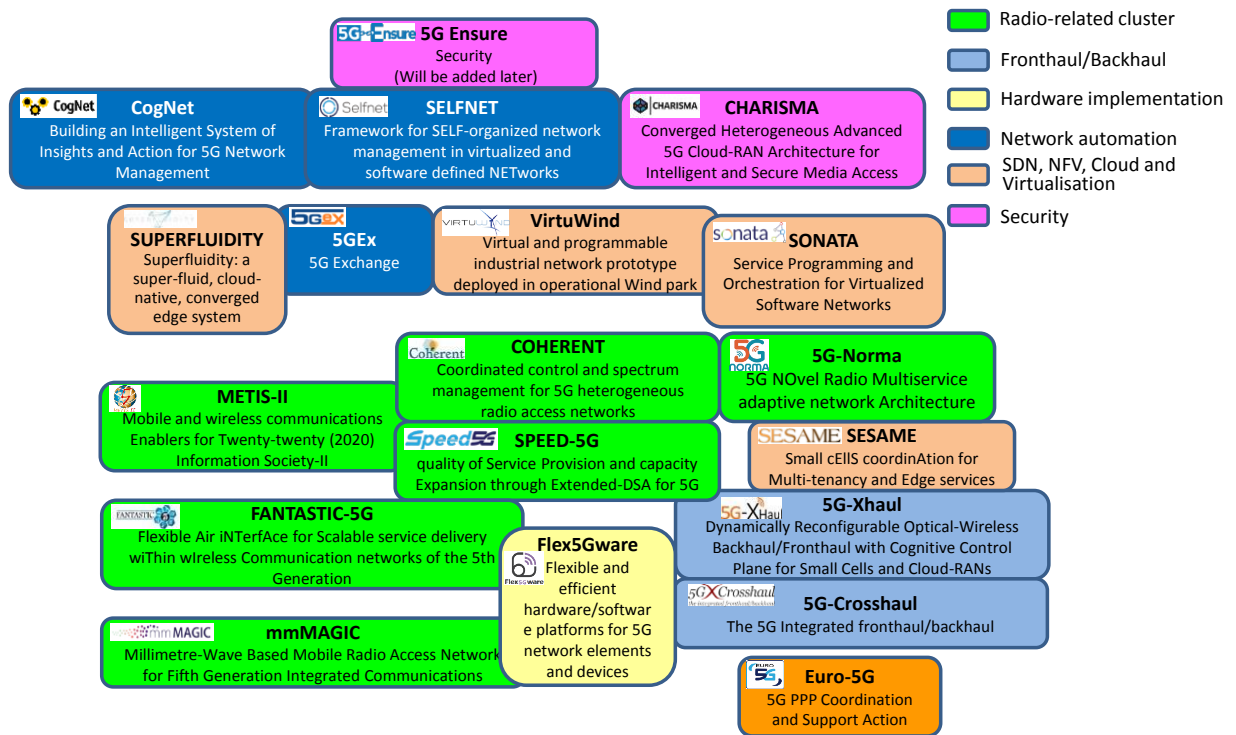 5G Ensure 5G Ensure
Security
(Will be added later)
Radio-related cluster
Fronthaul/Backhaul
Hardware implementation
Network automation
SDN, NFV, Cloud and
Virtualisation
Security
CogNet CogNet
Building an Intelligent System of
Insights and Action for 5G Network
Management
Selfnet SELFNET
Framework for SELF-organized network
management in virtualized and
software defined NETworks
CHARISMA CHARISMA
Converged Heterogeneous Advanced
5G Cloud-RAN Architecture for
Intelligent and Secure Media Access
SUPERFLUIDITY
Superfluidity: a
super-fluid, cloud-
native, converged
edge system
5GEX
5GEx
5G Exchange
VIRTUWIND VirtuWind
Virtual and programmable
industrial network prototype
deployed in operational Wind park
sonata SONATA
Service Programming and
Orchestration for Virtualized
Software Networks
Coherent COHERENT
Coordinated control and spectrum
management for 5G heterogeneous
radio access networks
5G NORMA 5G-Norma
5G NOvel Radio Multiservice
adaptive network Architecture
METIS-II
Mobile and wireless communications
Enablers for Twenty-twenty (2020)
Information Society-II
Speed5G SPEED-5G
quality of Service Provision and capacity
Expansion through Extended-DSA for 5G
SESAME SESAME
Small cEllS coordinAtion for
Multi-tenancy and Edge services
FANTASTIC 5G FANTASTIC-5G
Flexible Air iNTerfAce for Scalable service delivery
wiThin wIreless Communication networks of the 5th
Generation
Flex5Gware
Flex5Gware
Flexible and
efficient
hardware/softwar
e platforms for 5G
network elements
and devices
5G-XHaul 5G-Xhaul
Dynamically Reconfigurable Optical-Wireless
Backhaul/Fronthaul with Cognitive Control
Plane for Small Cells and Cloud-RANs
5GXCrosshaul 5G-Crosshaul
the integrated fronthaul/backhaul
The 5G Integrated fronthaul/backhaul
mmMAGIC mmMAGIC
Millimetre-Wave Based Mobile Radio Access Network
for Fifth Generation Integrated Communications
EURO 5G Euro-5G
5G PPP Coordination
and Support Action